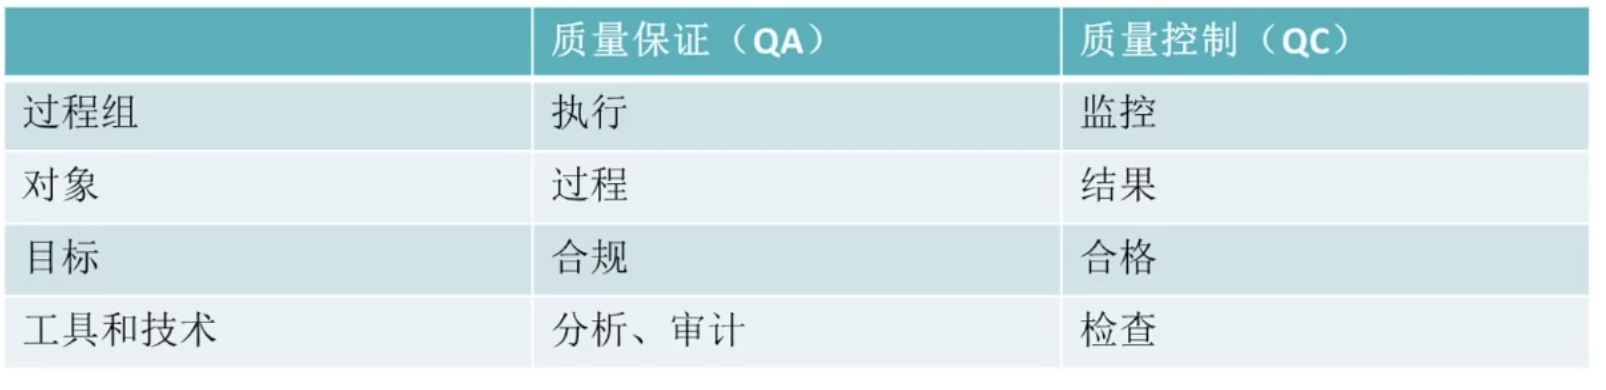 质量保证（QA） 质量控制（QC）
过程组 执行 监控
对象 过程 结果
目标 合规 合格
工具和技术 分析、审计 检查